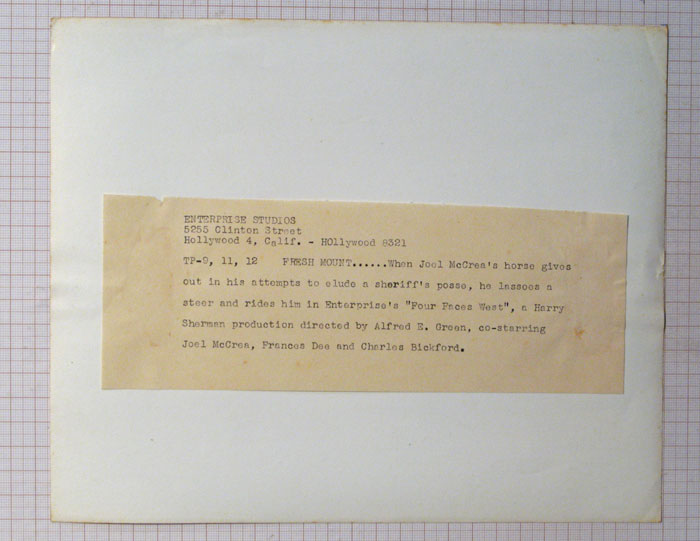 ENTERPRISE STUDIOS
5255 Clinton Street
Hollywood 4, Calif. - HOllywood 8321
TP-9, 11, 12 FRESH MOUNT......When Joel McCrea's horse gives
out in his attempts to elude a sheriff's posse, he lassoes a
steer and rides him in Enterprise's "Four Faces West", a Harry
Sherman production directed by Alfred E. Green, co-starring
Joel McCrea, Frances Dee and Charles Bickford.